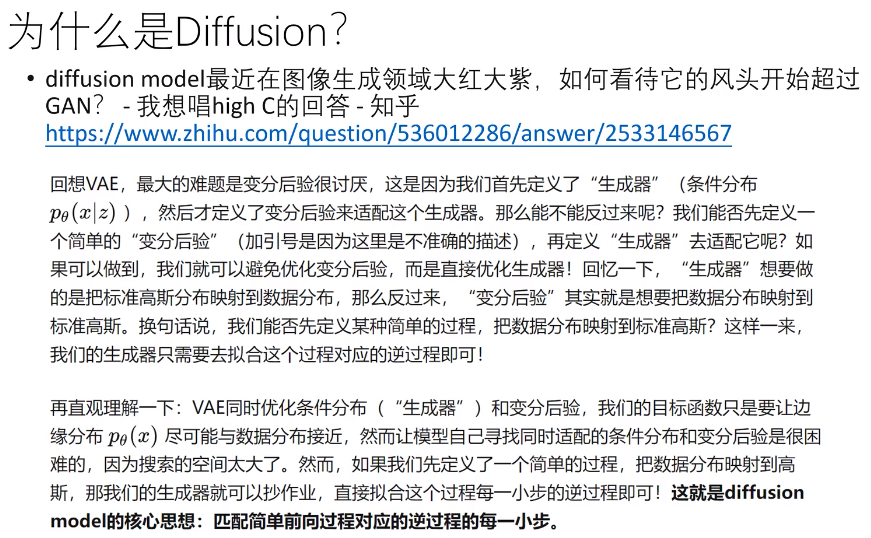 为什么是Diffusion？
• diffusion model最近在图像生成领域大红大紫，如何看待它的风头开始超过
GAN？ - 我想唱high C的回答 - 知乎
https://www.zhihu.com/question/536012286/answer/2533146567
回想VAE，最大的难题是变分后验很讨厌，这是因为我们首先定义了“生成器”（条件分布
pθ(x|z) ），然后才定义了变分后验来适配这个生成器。那么能不能反过来呢？我们能否先定义一
个简单的“变分后验”（加引号是因为这里是不准确的描述），再定义“生成器”去适配它呢？如
果可以做到，我们就可以避免优化变分后验，而是直接优化生成器！回忆一下，“生成器”想要做
的是把标准高斯分布映射到数据分布，那么反过来，“变分后验”其实就是想要把数据分布映射到
标准高斯。换句话说，我们能否先定义某种简单的过程，把数据分布映射到标准高斯？这样一来，
我们的生成器只需要去拟合这个过程对应的逆过程即可！
再直观理解一下：VAE同时优化条件分布（“生成器”）和变分后验，我们的目标函数只是要让边
缘分布 pθ(x) 尽可能与数据分布接近，然而让模型自己寻找同时适配的条件分布和变分后验是很困
难的，因为搜索的空间太大了。然而，如果我们先定义了一个简单的过程，把数据分布映射到高
斯，那我们的生成器就可以抄作业，直接拟合这个过程每一小步的逆过程即可！这就是diffusion
model的核心思想：匹配简单前向过程对应的逆过程的每一小步。